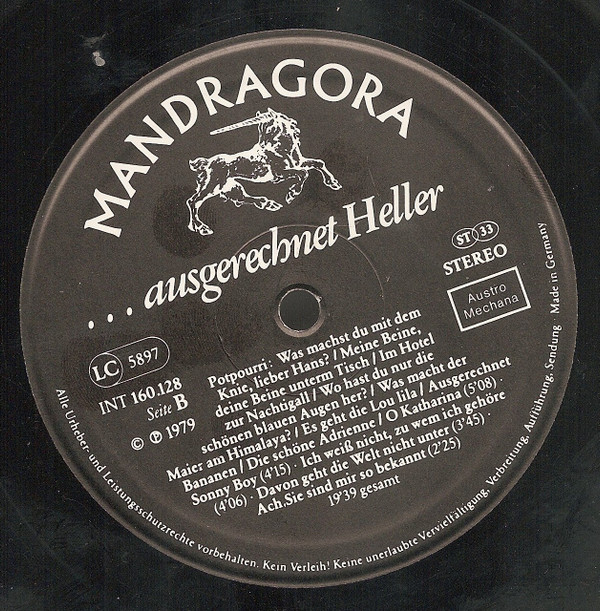 MANDRAGORA
... ausgerechnet Heller
ST 33
STEREO
Austro
Mechana
LC 5897
INT 160.128
Seite B
© ℗ 1979
Potpourri: Was machst du mit dem
Knie, lieber Hans? / Meine Beine,
deine Beine unterm Tisch / Im Hotel
zur Nachtigall / Wo hast du nur die
schönen blauen Augen her? / Was macht der
Maier am Himalaya? / Es geht die Lou lila / Ausgerechnet
Bananen / Die schöne Adrienne / O Katharina (5'08) ·
Sonny Boy (4'15) · Ich weiß nicht, zu wem ich gehöre
(4'06) · Davon geht die Welt nicht unter (3'45) ·
Ach, Sie sind mir so bekannt (2'25)
19'39 gesamt
Alle Urheber- und Leistungsschutzrechte vorbehalten. Kein Verleih! Keine unerlaubte Vervielfältigung, Verbreitung, Aufführung, Sendung · Made in Germany